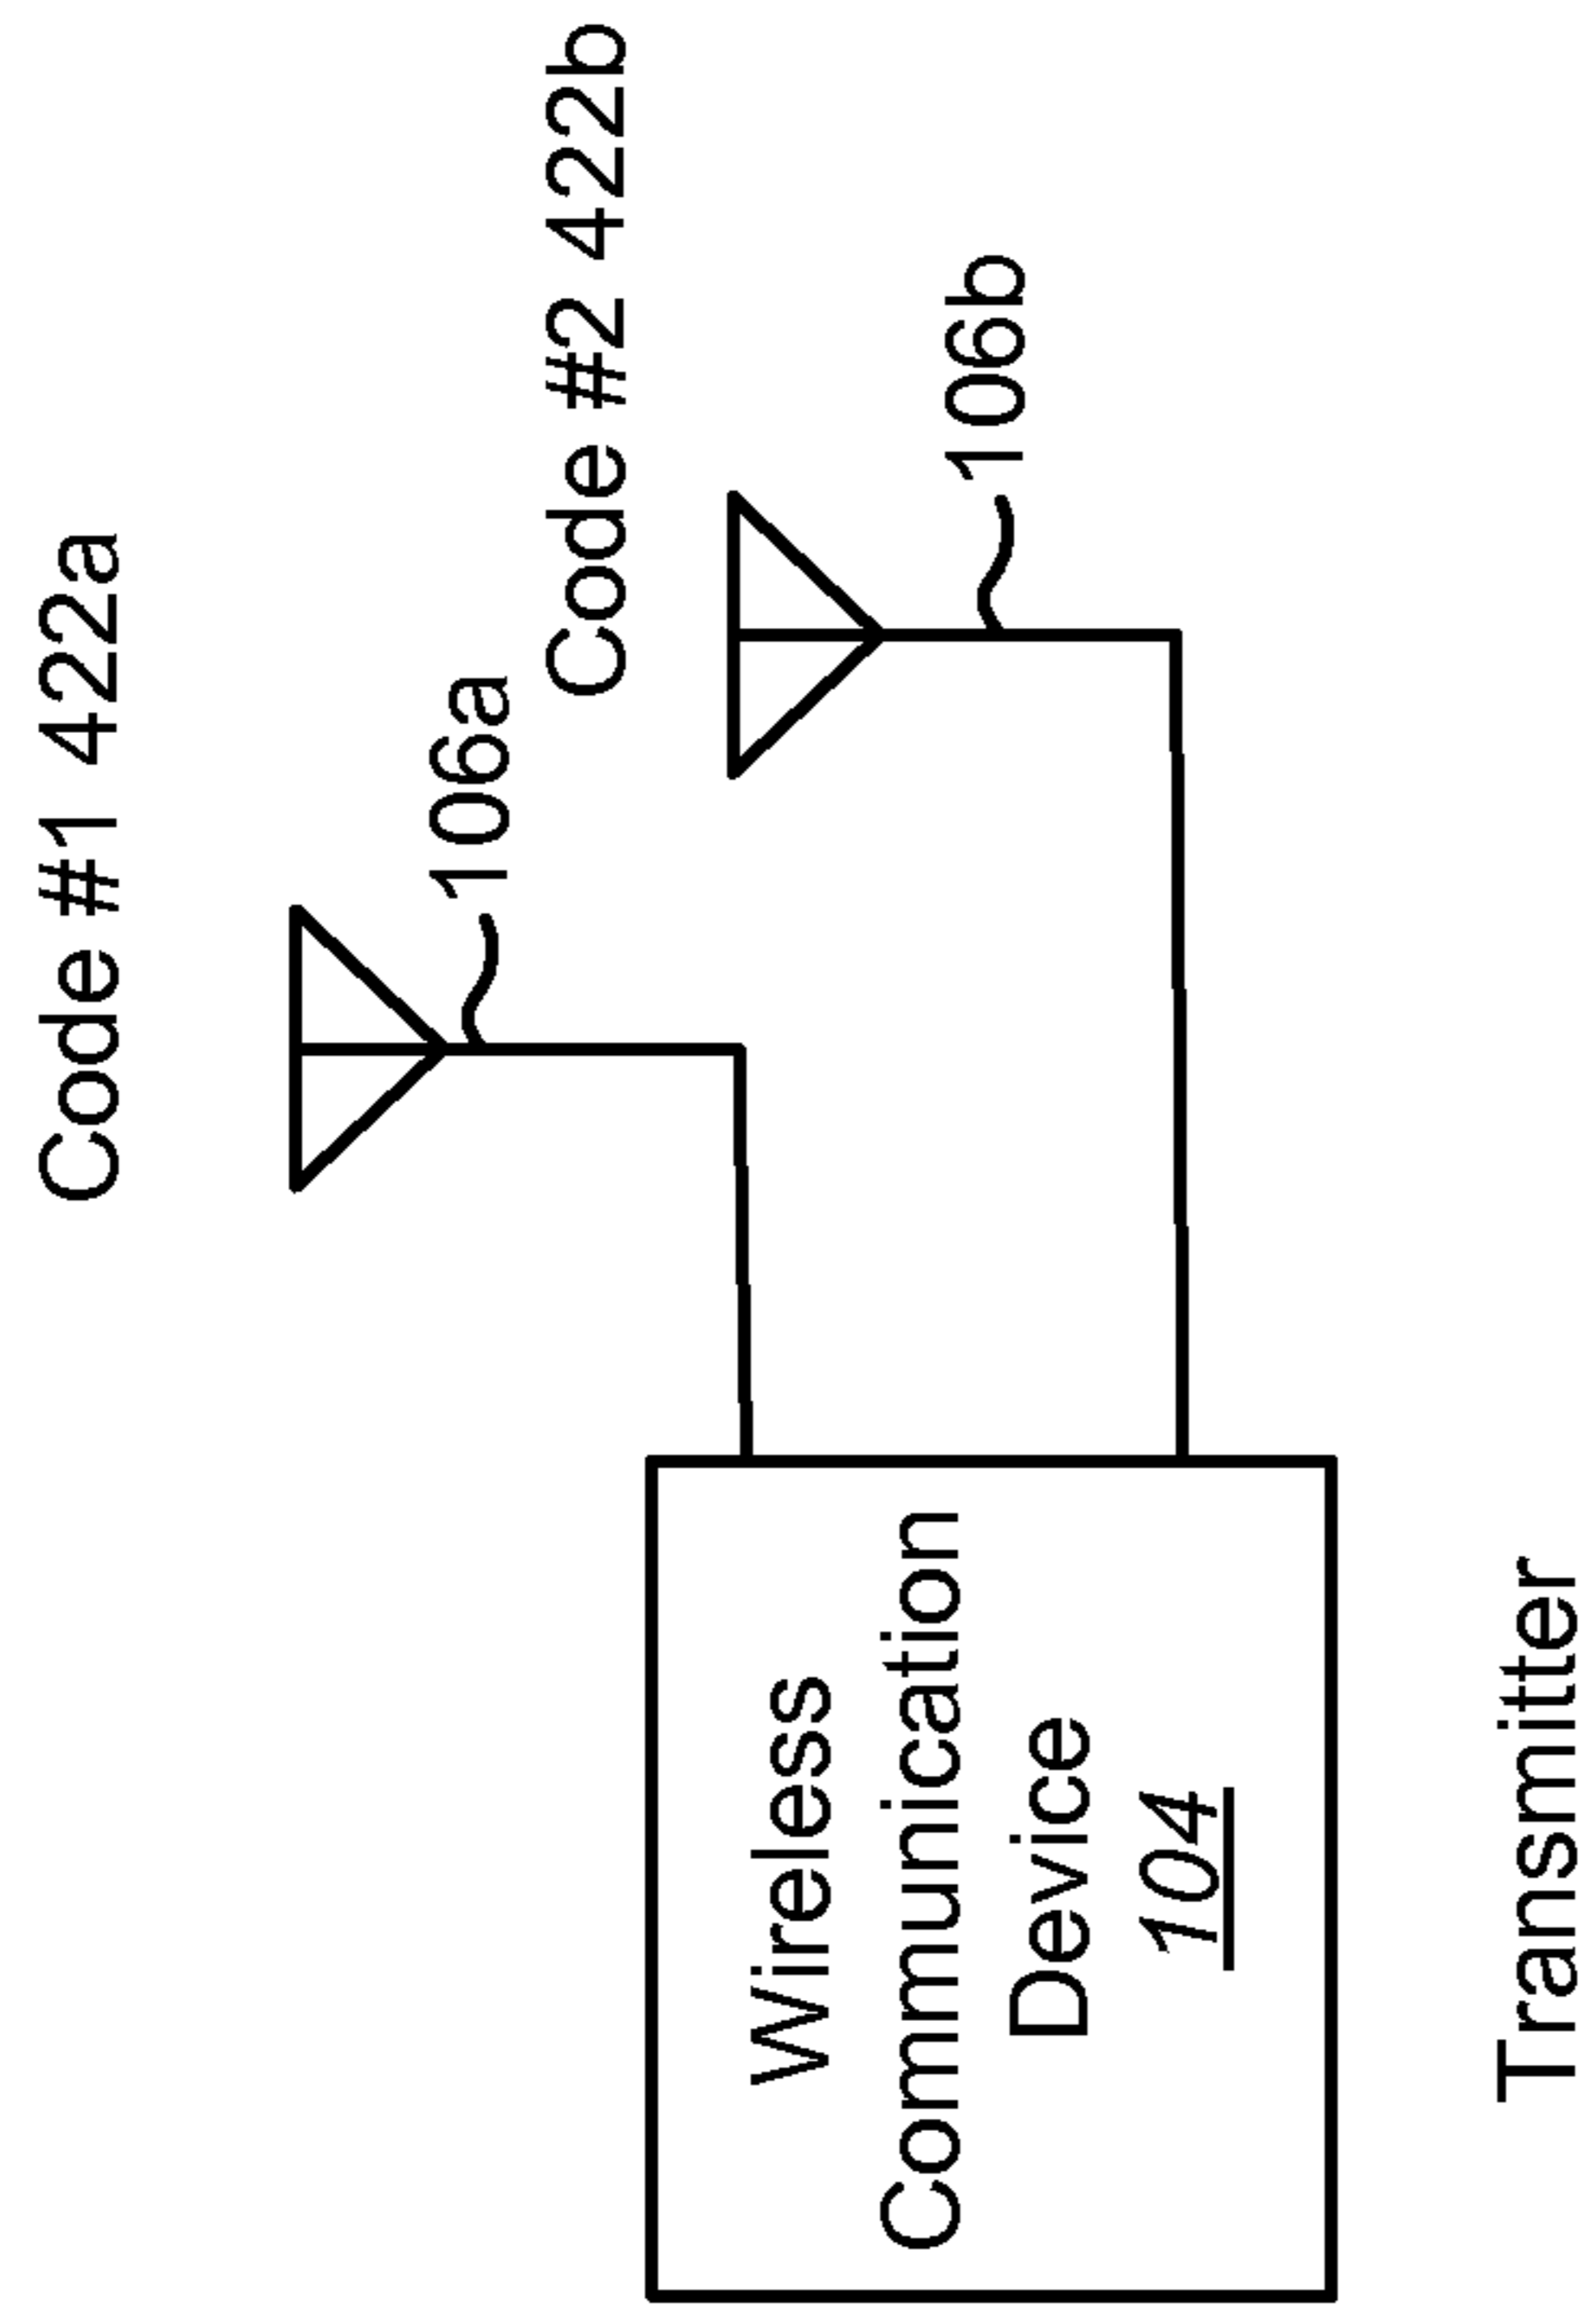 Code #1 422a
106a
Code #2 422b
106b
Wireless
Communication
Device
104
Transmitter